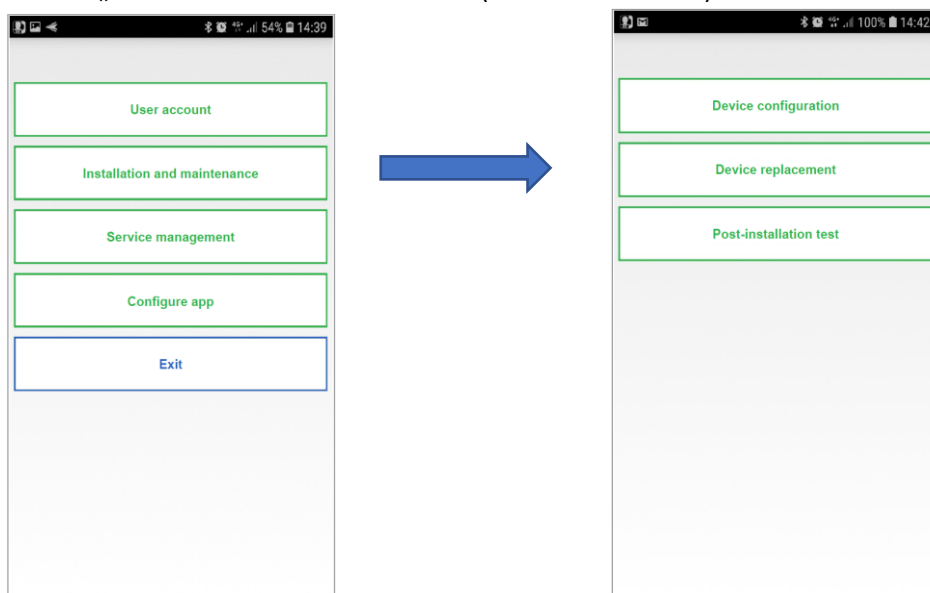 54% 14:39
User account
Installation and maintenance
Service management
Configure app
Exit
100% 14:42
Device configuration
Device replacement
Post-installation test